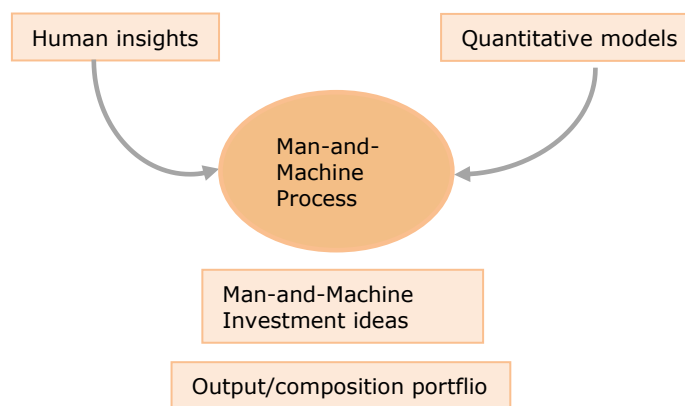 Human insights
Quantitative models
Man-and-
Machine
Process
Man-and-Machine
Investment ideas
Output/composition portflio